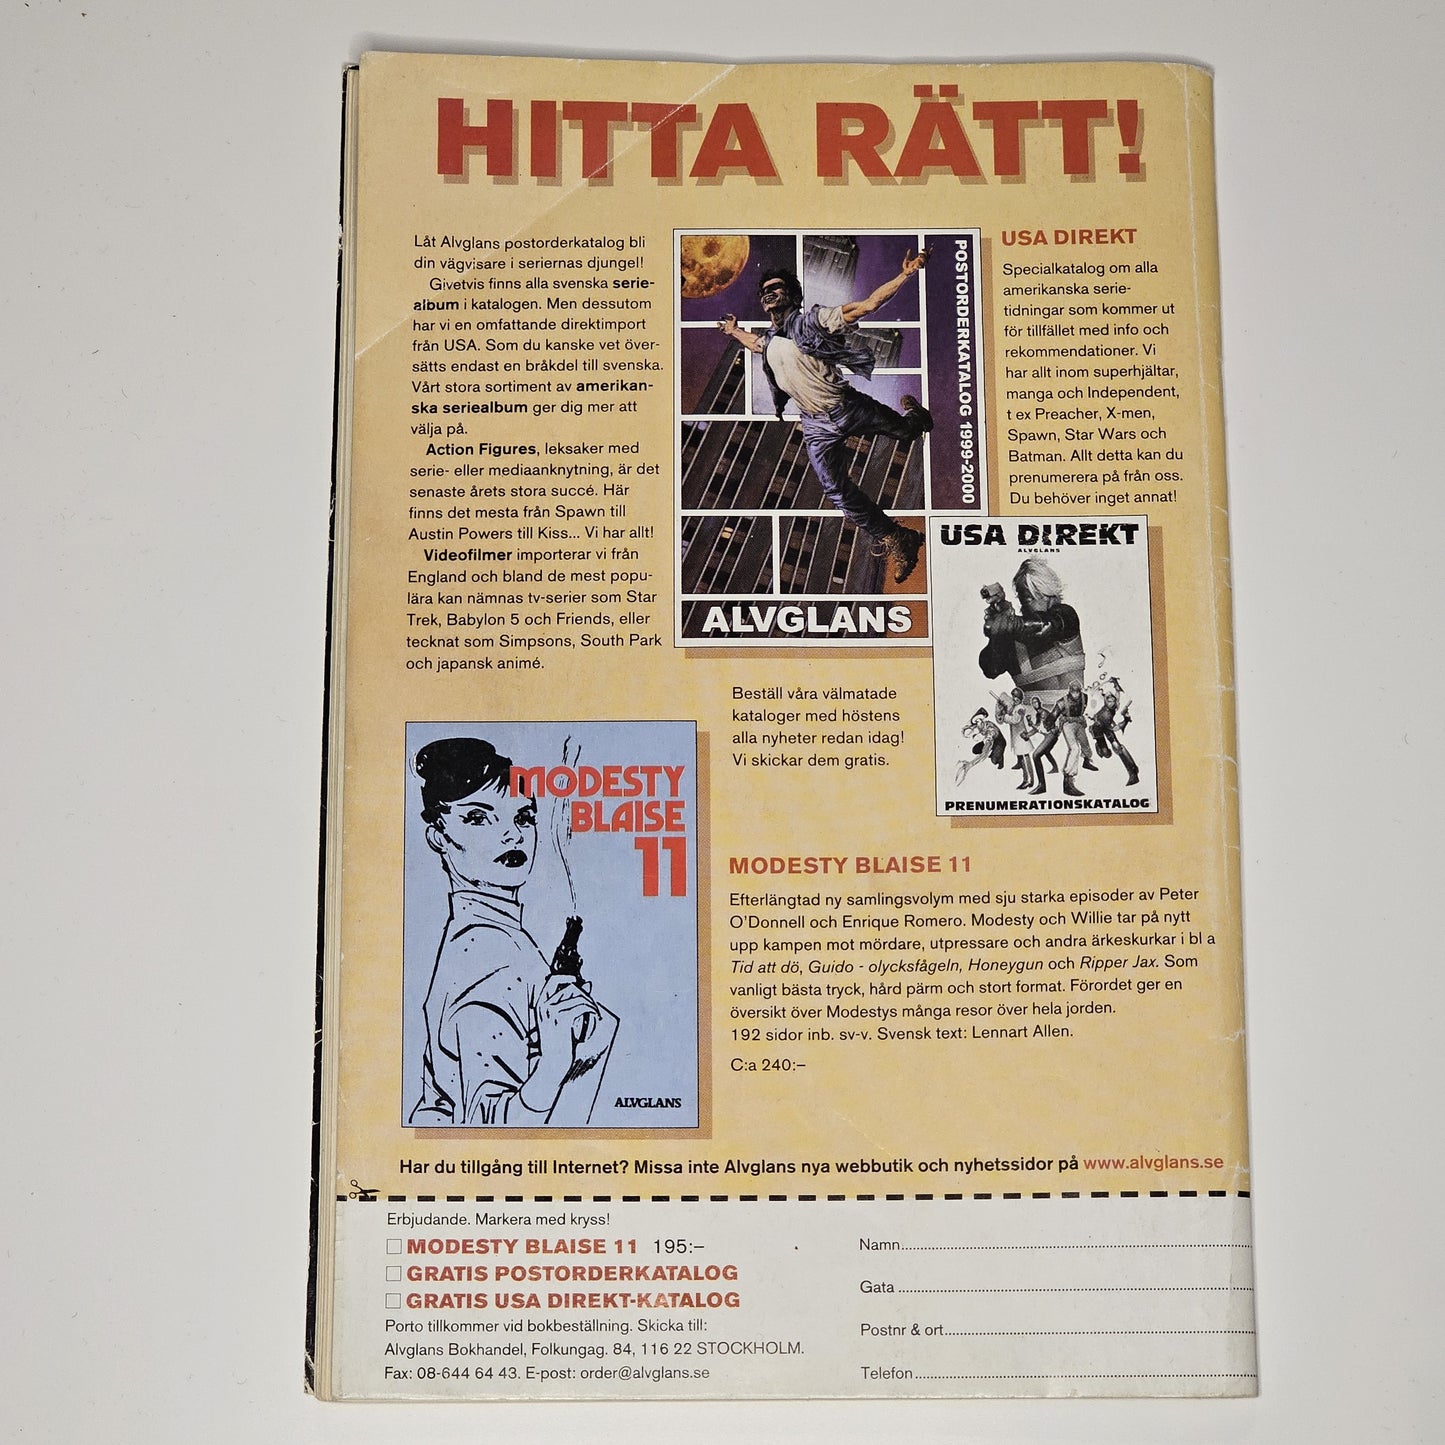 HITTA RÄTT!
Låt Alvglans postorderkatalog bli
din vägvisare i seriernas djungel!
Givetvis finns alla svenska serie-
album i katalogen. Men dessutom
har vi en omfattande direktimport
från USA. Som du kanske vet över-
sätts endast en bråkdel till svenska.
Vårt stora sortiment av amerikan-
ska seriealbum ger dig mer att
välja på.
Action Figures, leksaker med
serie- eller mediaanknytning, är det
senaste årets stora succé. Här
finns det mesta från Spawn till
Austin Powers till Kiss... Vi har allt!
Videofilmer importerar vi från
England och bland de mest popu-
lära kan nämnas tv-serier som Star
Trek, Babylon 5 och Friends, eller
tecknat som Simpsons, South Park
och japansk animé.
POSTORDERKATALOG 1999-2000
ALVGLANS
USA DIREKT
Specialkatalog om alla
amerikanska serie-
tidningar som kommer ut
för tillfället med info och
rekommendationer. Vi
har allt inom superhjältar,
manga och Independent,
t ex Preacher, X-men,
Spawn, Star Wars och
Batman. Allt detta kan du
prenumerera på från oss.
Du behöver inget annat!
USA DIREKT
ALVGLANS
PRENUMERATIONSKATALOG
Beställ våra välmatade
kataloger med höstens
alla nyheter redan idag!
Vi skickar dem gratis.
MODESTY
BLAISE
11
ALVGLANS
MODESTY BLAISE 11
Efterlängtad ny samlingsvolym med sju starka episoder av Peter
O'Donnell och Enrique Romero. Modesty och Willie tar på nytt
upp kampen mot mördare, utpressare och andra ärkeskurkar i bl a
Tid att dö, Guido - olycksfågeln, Honeygun och Ripper Jax. Som
vanligt bästa tryck, hård pärm och stort format. Förordet ger en
översikt över Modestys många resor över hela jorden.
192 sidor inb. sv-v. Svensk text: Lennart Allen.
C:a 240:–
Har du tillgång till Internet? Missa inte Alvglans nya webbutik och nyhetssidor på www.alvglans.se
Erbjudande. Markera med kryss!
MODESTY BLAISE 11 195:–
GRATIS POSTORDERKATALOG
GRATIS USA DIREKT-KATALOG
Porto tillkommer vid bokbeställning. Skicka till:
Alvglans Bokhandel, Folkungag. 84, 116 22 STOCKHOLM.
Fax: 08-644 64 43. E-post: order@alvglans.se
Namn
Gata
Postnr & ort
Telefon